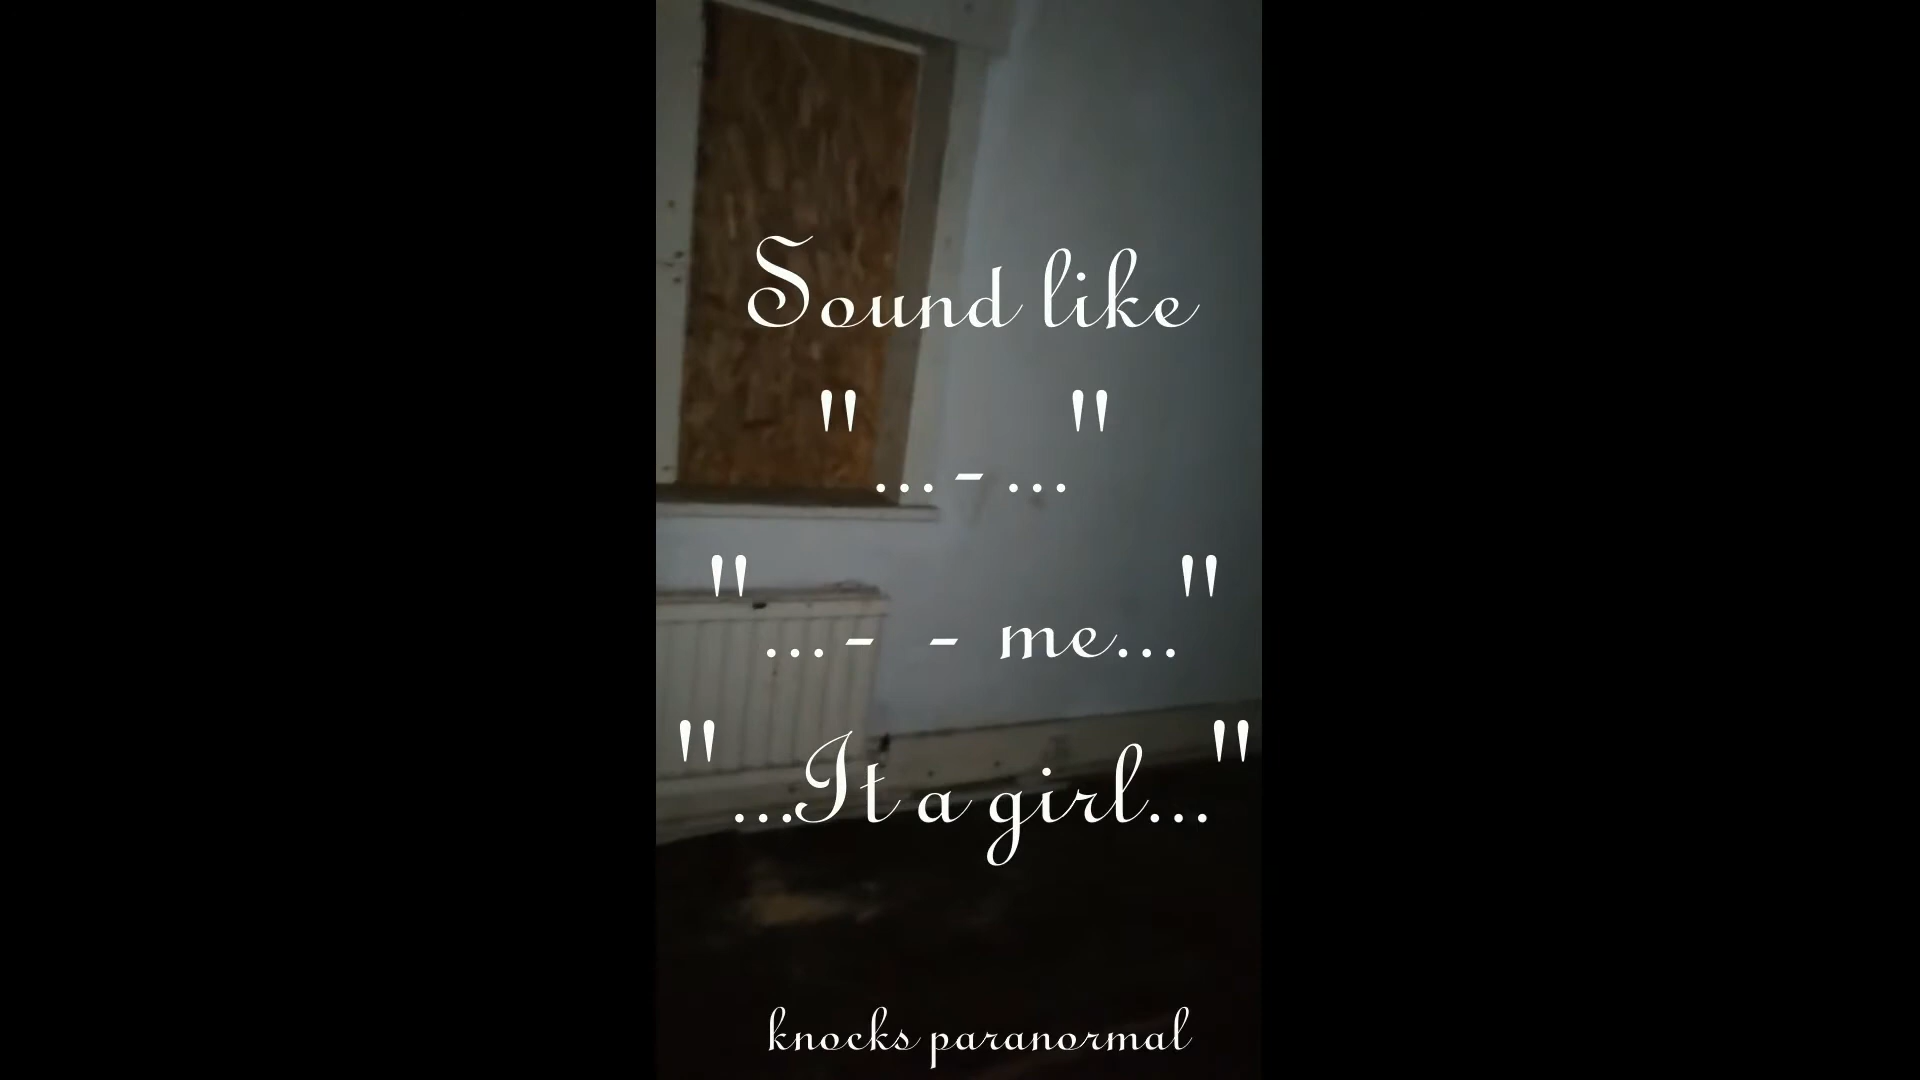 Sound like
"...-..."
"...- - me..."
"...It a girl..."
knocks paranormal